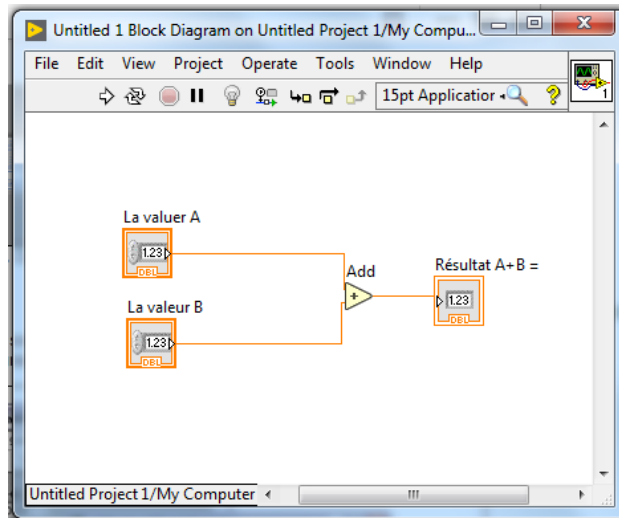 Untitled 1 Block Diagram on Untitled Project 1/My Compu...
File Edit View Project Operate Tools Window Help
15pt Application
1
La valuer A
1.23
DBL
Add
Résultat A+B =
+
1.23
DBL
La valeur B
1.23
DBL
Untitled Project 1/My Computer